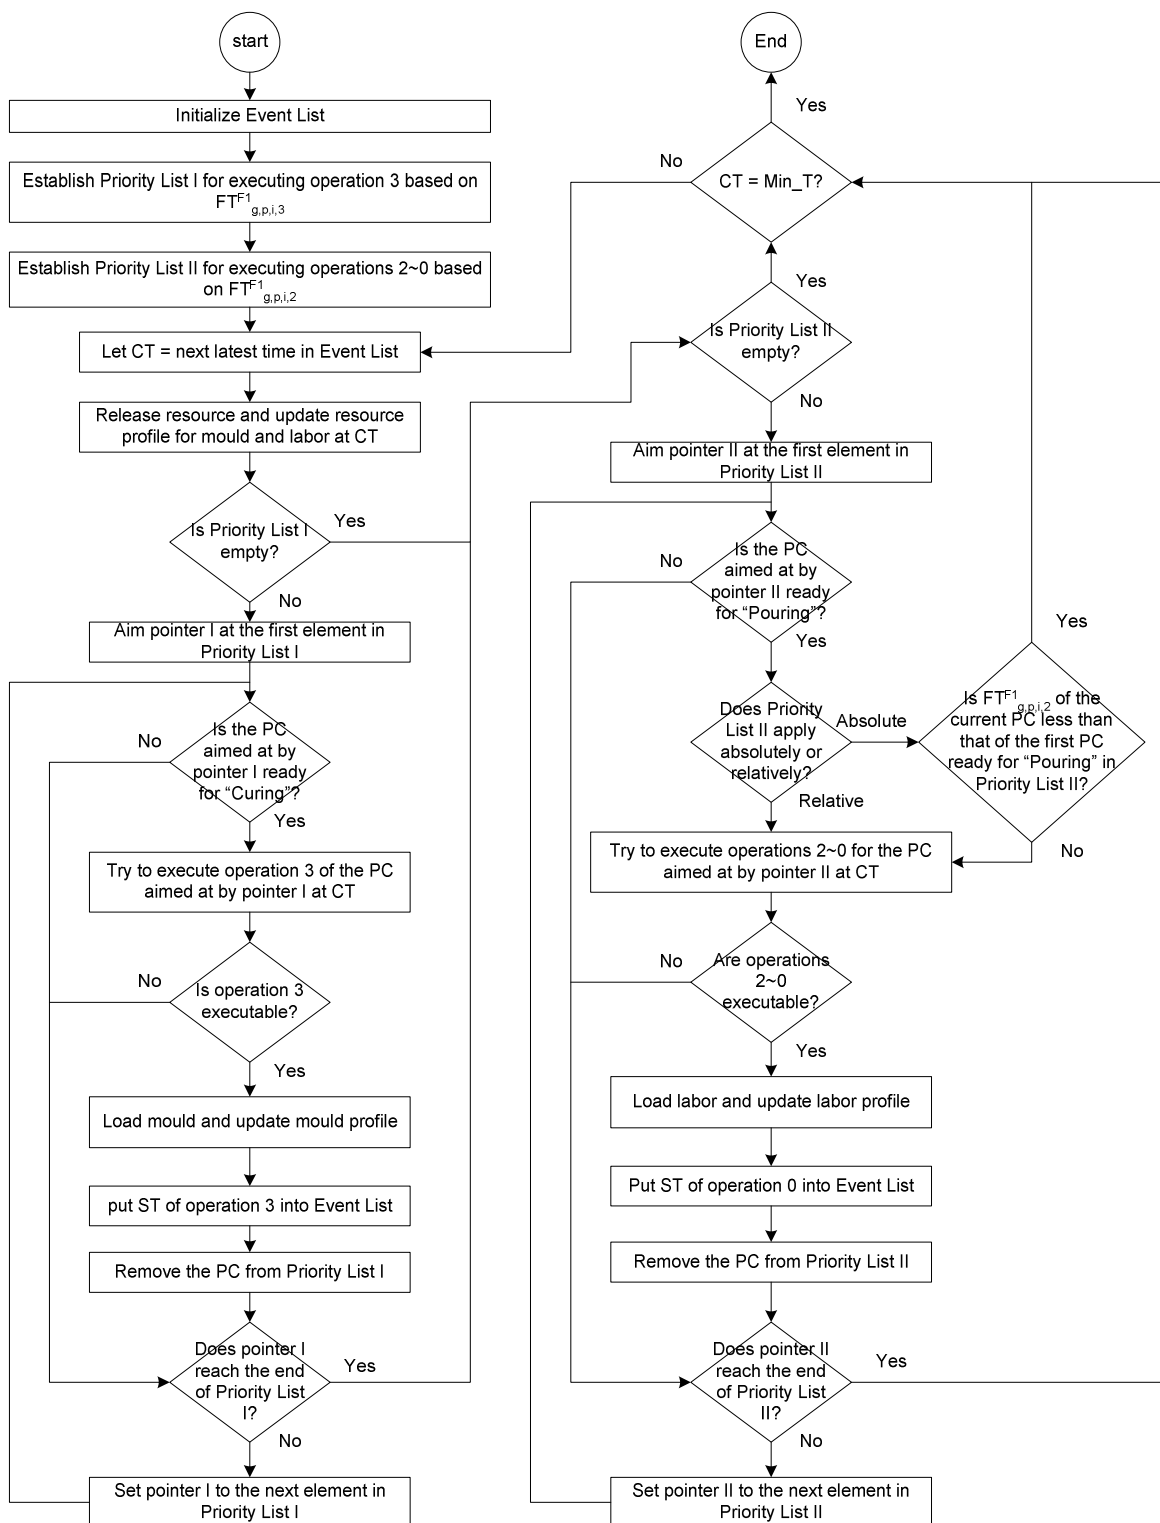 start
Initialize Event List
Establish Priority List I for executing operation 3 based on
FT^F1_g,p,i,3
Establish Priority List II for executing operations 2~0 based
on FT^F1_g,p,i,2
Let CT = next latest time in Event List
Release resource and update resource
profile for mould and labor at CT
Is Priority List I
empty?
Yes
No
Aim pointer I at the first element in
Priority List I
Is the PC
aimed at by
pointer I ready
for “Curing”?
No
Yes
Try to execute operation 3 of the PC
aimed at by pointer I at CT
Is operation 3
executable?
No
Yes
Load mould and update mould profile
put ST of operation 3 into Event List
Remove the PC from Priority List I
Does pointer I
reach the end
of Priority List
I?
Yes
No
Set pointer I to the next element in
Priority List I
End
Yes
No
CT = Min_T?
Yes
Is Priority List II
empty?
No
Aim pointer II at the first element in
Priority List II
Is the PC
aimed at by
pointer II ready
for “Pouring”?
No
Yes
Does Priority
List II apply
absolutely or
relatively?
Absolute
Relative
Is FT^F1_g,p,i,2 of the
current PC less than
that of the first PC
ready for “Pouring” in
Priority List II?
Yes
No
Try to execute operations 2~0 for the PC
aimed at by pointer II at CT
Are operations
2~0
executable?
No
Yes
Load labor and update labor profile
Put ST of operation 0 into Event List
Remove the PC from Priority List II
Does pointer II
reach the end
of Priority List
II?
Yes
No
Set pointer II to the next element in
Priority List II